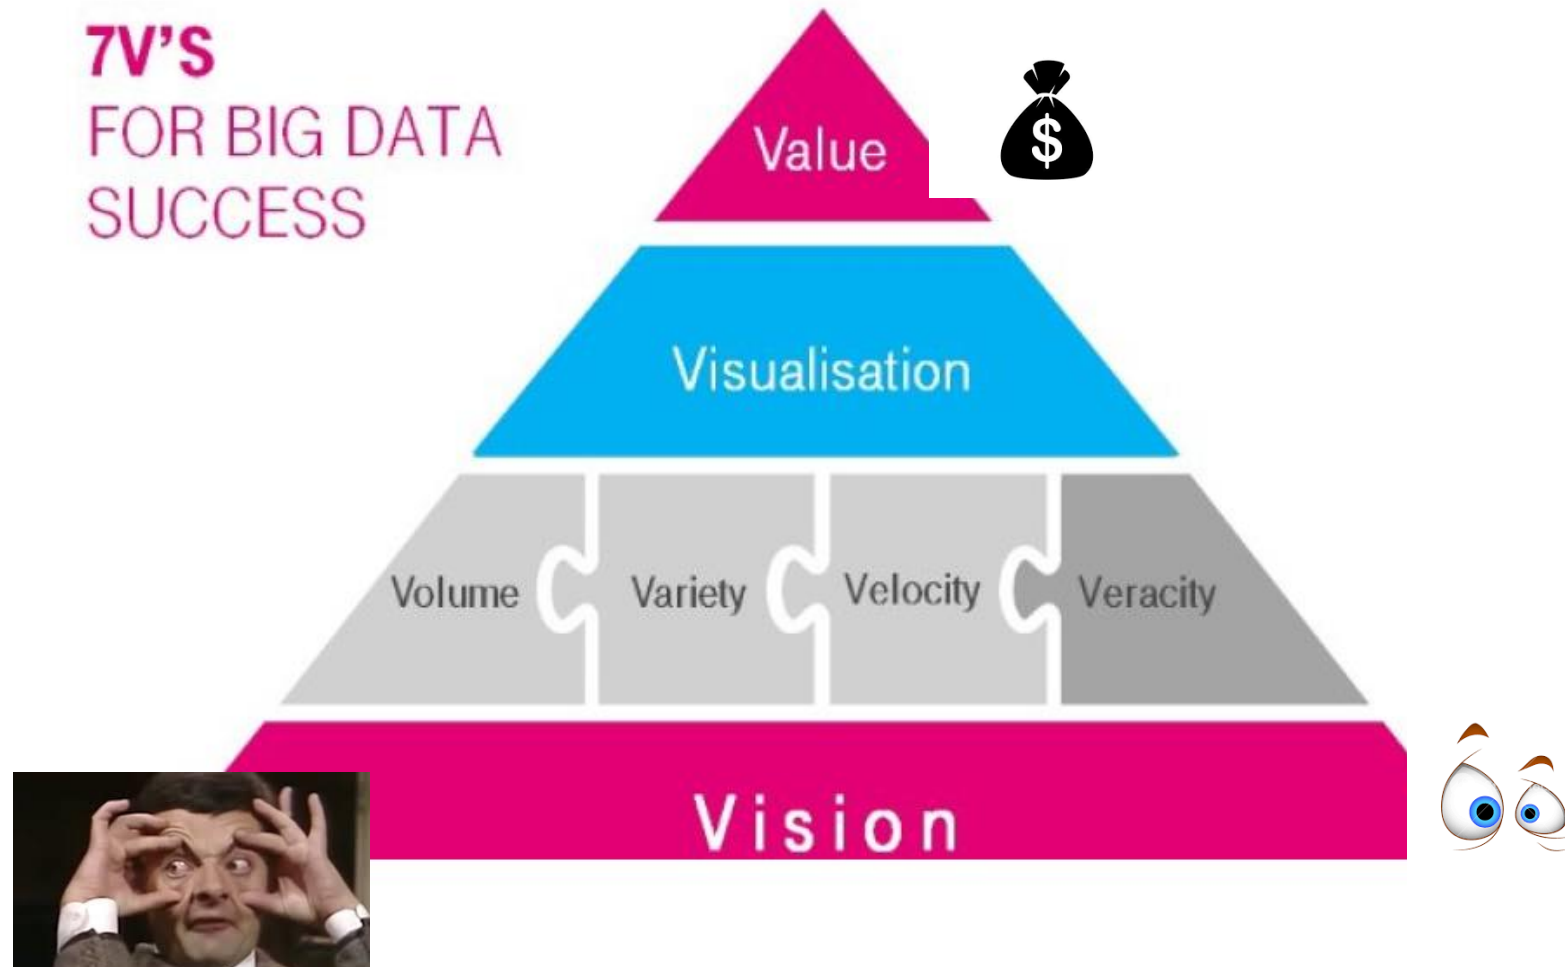 7V’S
FOR BIG DATA
SUCCESS
Value
$
Visualisation
Volume Variety Velocity Veracity
Vision